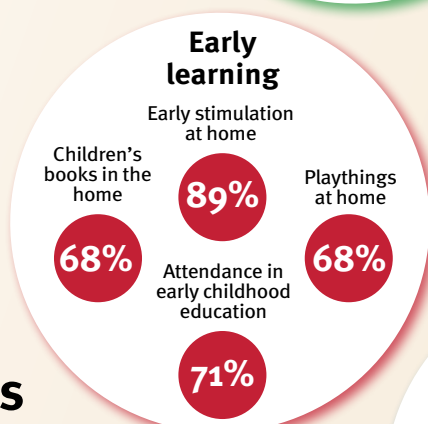 Early
learning
Early stimulation
at home
89%
Children's
books in the
home
68%
Playthings
at home
68%
Attendance in
early childhood
education
71%
s